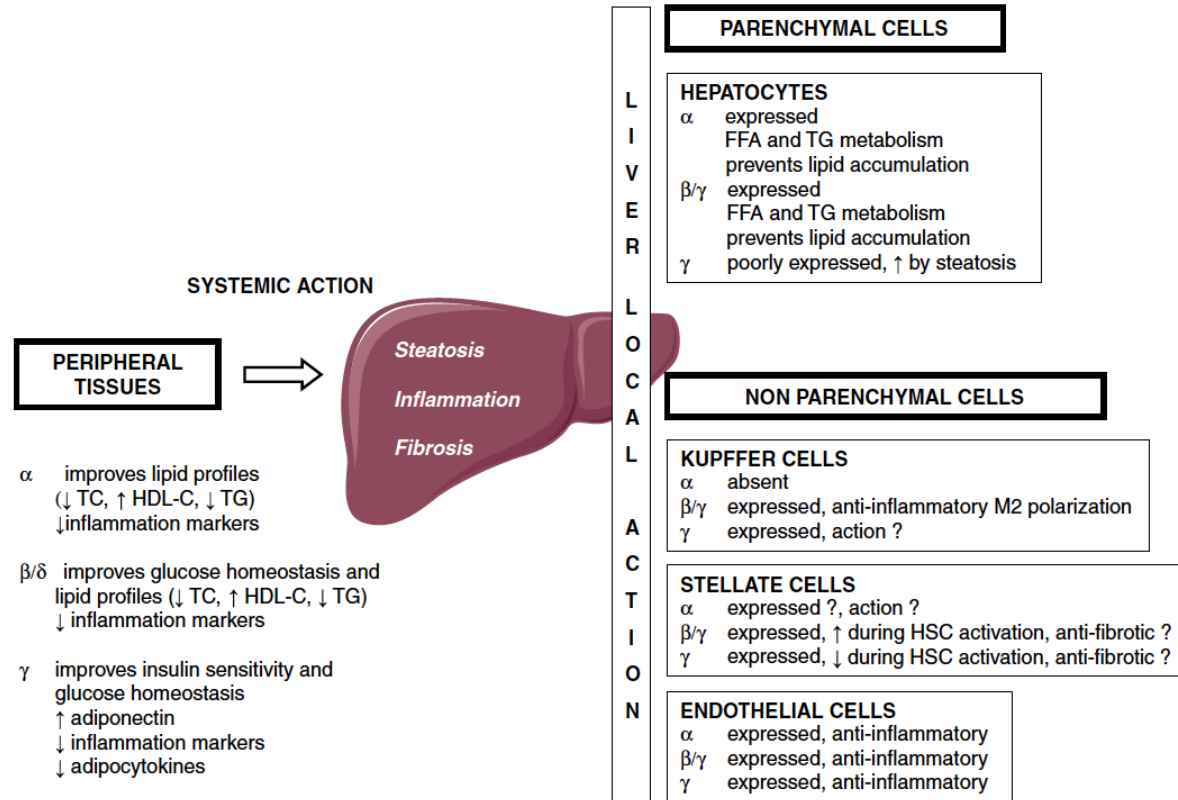 SYSTEMIC ACTION
PERIPHERAL
TISSUES
Steatosis
Inflammation
Fibrosis
α improves lipid profiles
(↓ TC, ↑ HDL-C, ↓ TG)
↓inflammation markers
β/δ improves glucose homeostasis and
lipid profiles (↓ TC, ↑ HDL-C, ↓ TG)
↓ inflammation markers
γ improves insulin sensitivity and
glucose homeostasis
↑ adiponectin
↓ inflammation markers
↓ adipocytokines
LIVER LOCAL ACTION
PARENCHYMAL CELLS
HEPATOCYTES
α expressed
FFA and TG metabolism
prevents lipid accumulation
β/γ expressed
FFA and TG metabolism
prevents lipid accumulation
γ poorly expressed, ↑ by steatosis
NON PARENCHYMAL CELLS
KUPFFER CELLS
α absent
β/γ expressed, anti-inflammatory M2 polarization
γ expressed, action ?
STELLATE CELLS
α expressed ?, action ?
β/γ expressed, ↑ during HSC activation, anti-fibrotic ?
γ expressed, ↓ during HSC activation, anti-fibrotic ?
ENDOTHELIAL CELLS
α expressed, anti-inflammatory
β/γ expressed, anti-inflammatory
γ expressed, anti-inflammatory